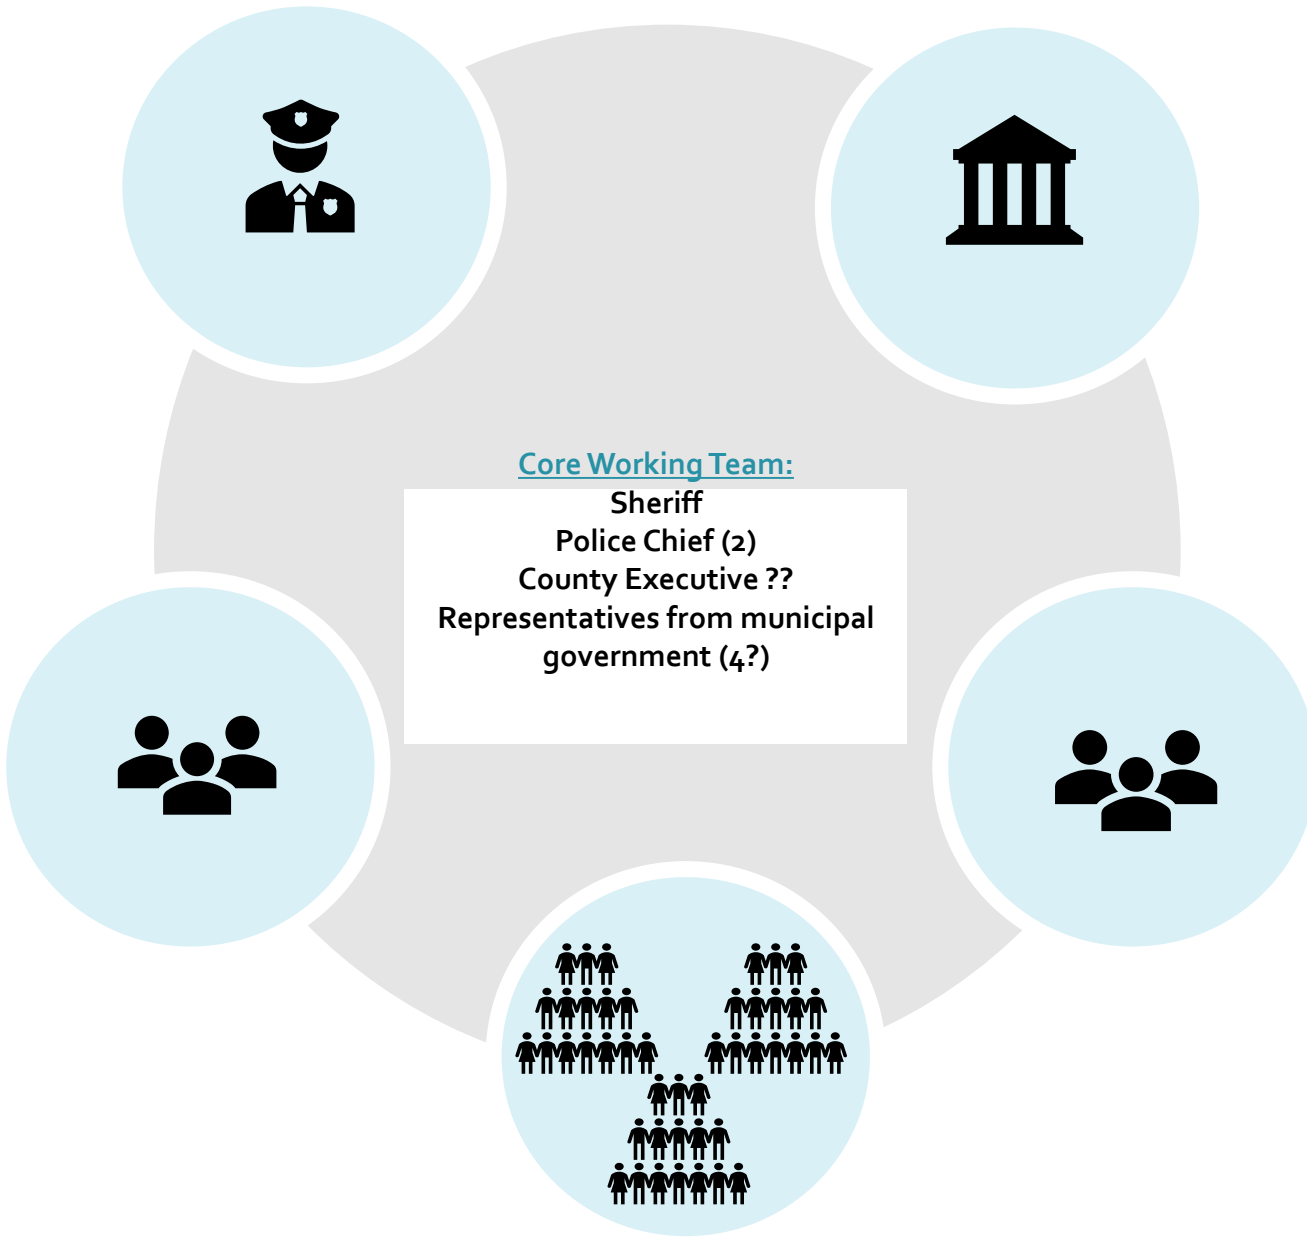 Core Working Team:
Sheriff
Police Chief (2)
County Executive ??
Representatives from municipal
government (4?)